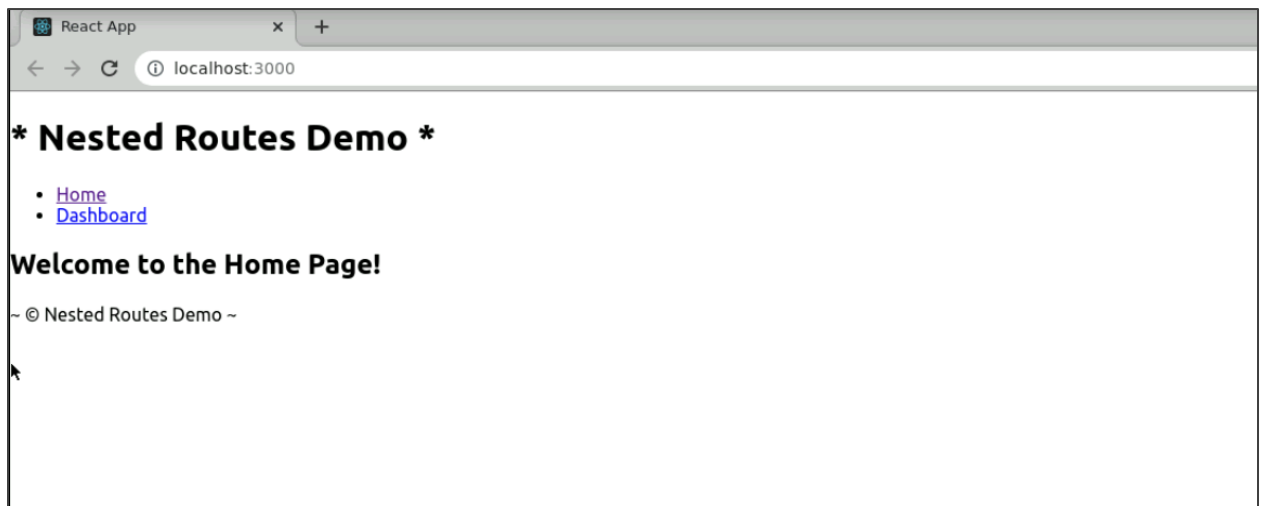 React App
localhost:3000
* Nested Routes Demo *
Home
Dashboard
Welcome to the Home Page!
~ © Nested Routes Demo ~